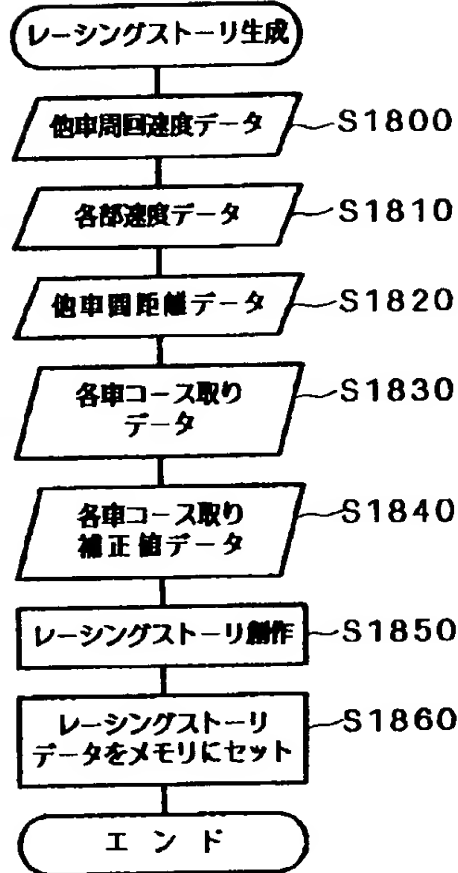 レーシングストーリ生成
他車周回速度データ
S1800
各部速度データ
S1810
他車間距離データ
S1820
各車コース取り
データ
S1830
各車コース取り
補正値データ
S1840
レーシングストーリ創作
S1850
レーシングストーリ
データをメモリにセット
S1860
エンド